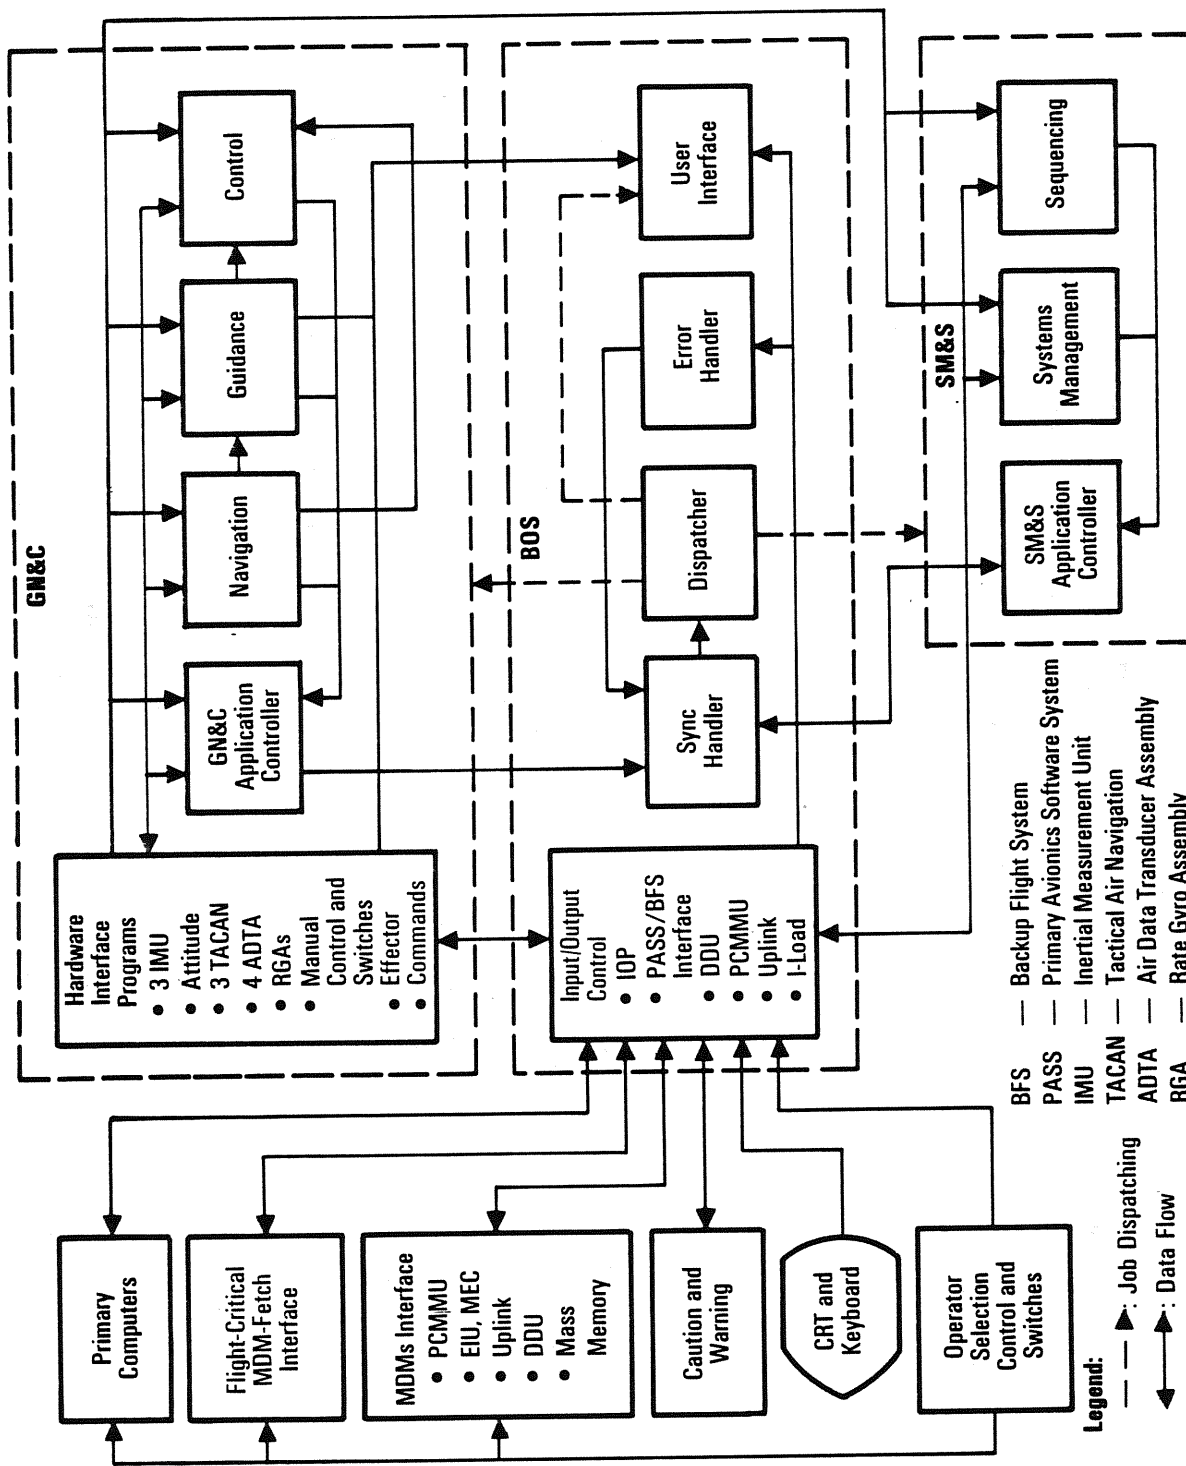 GN&C
Hardware
Interface
Programs
• 3 IMU
• Attitude
• 3 TACAN
• 4 ADTA
• RGAs
• Manual
Control and
Switches
• Effector
• Commands
GN&C
Application
Controller
Navigation
Guidance
Control
BOS
Input/Output
Control
• IOP
• PASS/BFS
Interface
• DDU
• PCMMU
• Uplink
• I-Load
Sync
Handler
Dispatcher
Error
Handler
User
Interface
SM&S
SM&S
Application
Controller
Systems
Management
Sequencing
Primary
Computers
Flight-Critical
MDM-Fetch
Interface
MDMs Interface
• PCMMU
• EIU, MEC
• Uplink
• DDU
• Mass
Memory
Caution and
Warning
CRT and
Keyboard
Operator
Selection
Control and
Switches
Legend:
: Job Dispatching
: Data Flow
BFS — Backup Flight System
PASS — Primary Avionics Software System
IMU — Inertial Measurement Unit
TACAN — Tactical Air Navigation
ADTA — Air Data Transducer Assembly
RGA — Rate Gyro Assembly